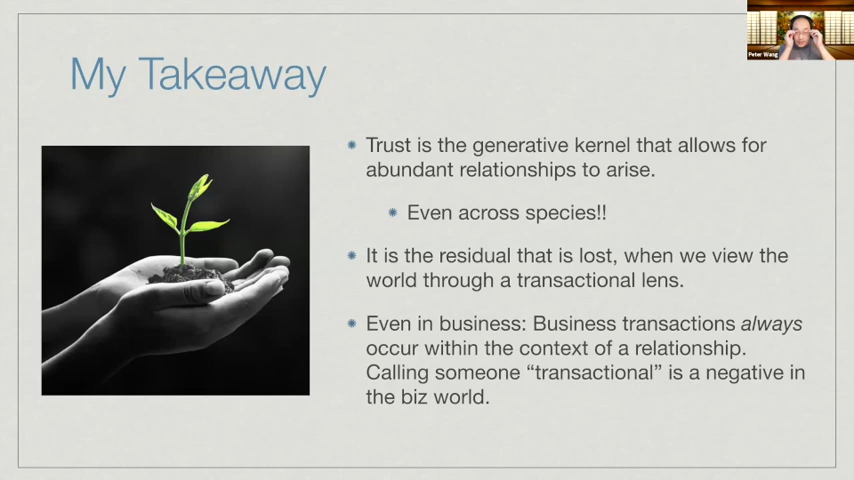 My Takeaway
Peter Wang
Trust is the generative kernel that allows for
abundant relationships to arise.
Even across species!!
It is the residual that is lost, when we view the
world through a transactional lens.
Even in business: Business transactions always
occur within the context of a relationship.
Calling someone “transactional” is a negative in
the biz world.